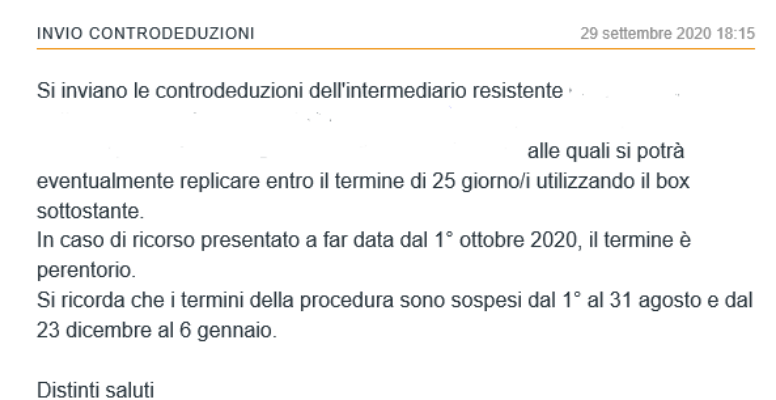 INVIO CONTRODEDUZIONI 29 settembre 2020 18:15
Si inviano le controdeduzioni dell'intermediario resistente
alle quali si potrà
eventualmente replicare entro il termine di 25 giorno/i utilizzando il box
sottostante.
In caso di ricorso presentato a far data dal 1° ottobre 2020, il termine è
perentorio.
Si ricorda che i termini della procedura sono sospesi dal 1° al 31 agosto e dal
23 dicembre al 6 gennaio.
Distinti saluti